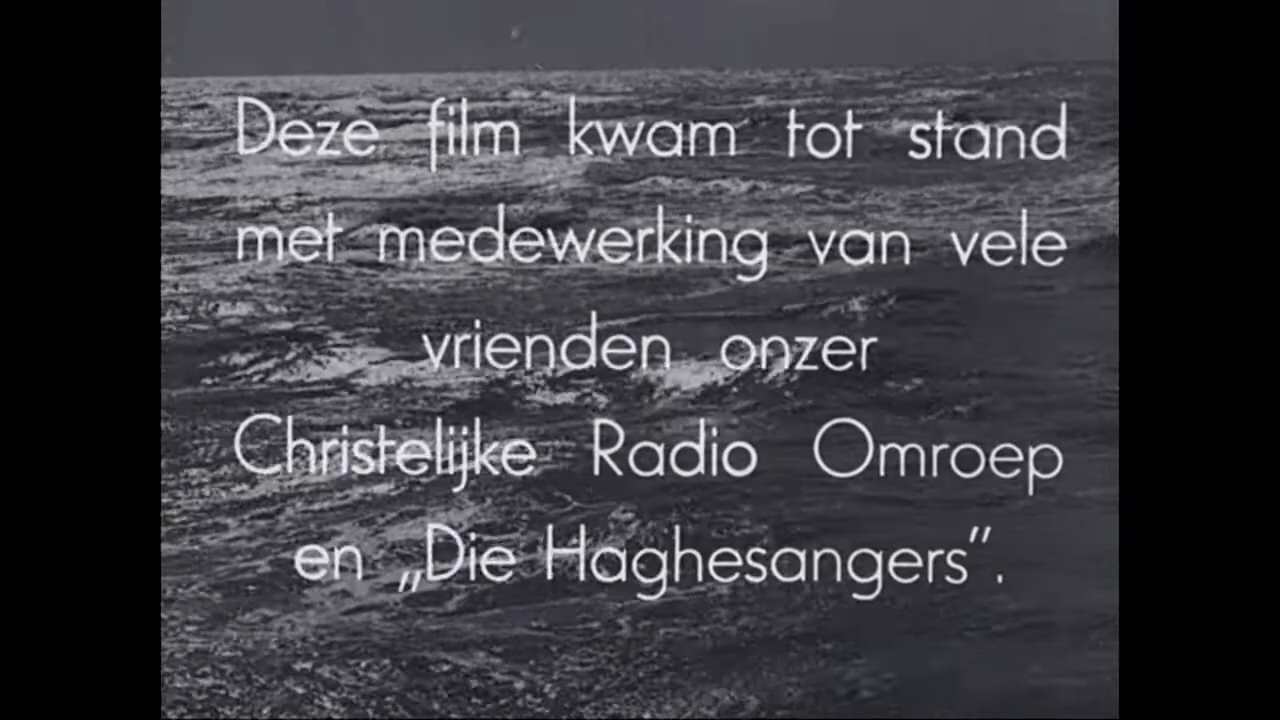 Deze film kwam tot stand
met medewerking van vele
vrienden onzer
Christelijke Radio Omroep
en „Die Haghesangers”.